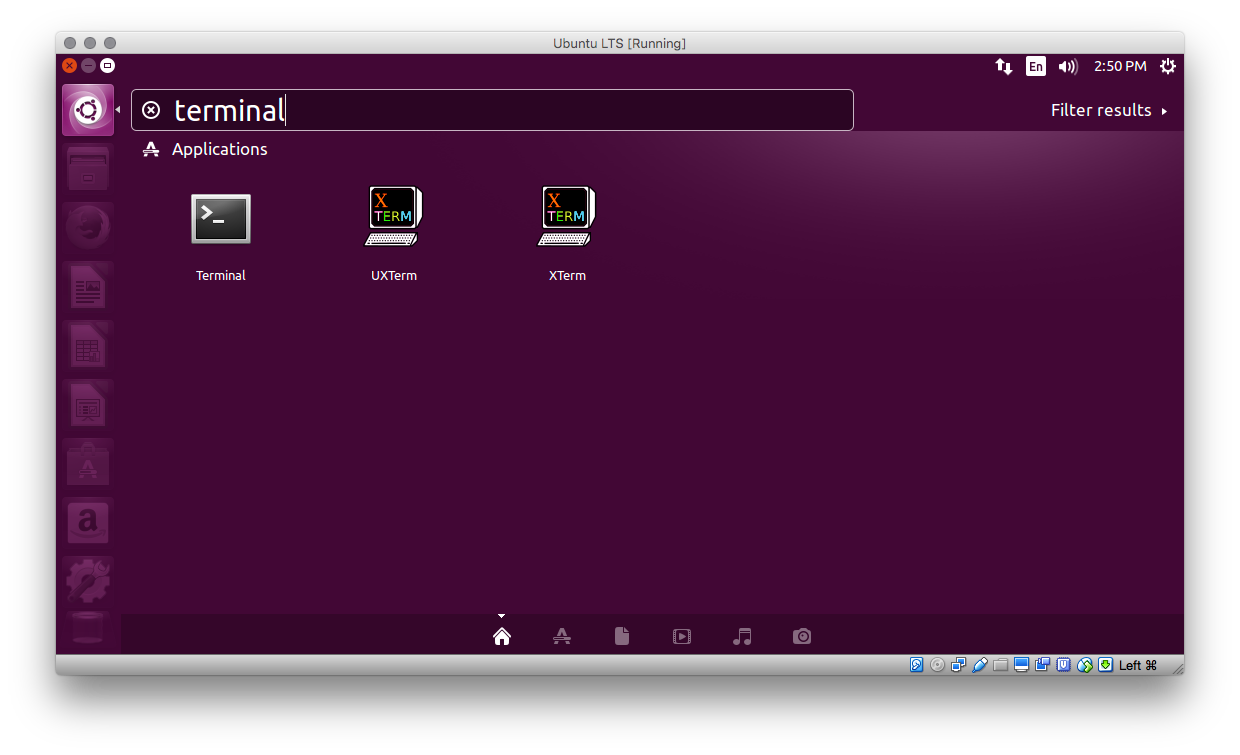 Ubuntu LTS [Running]
En
2:50 PM
terminal
Filter results
Applications
X
TERM
X
TERM
Terminal
UXTerm
XTerm
a
Left ⌘